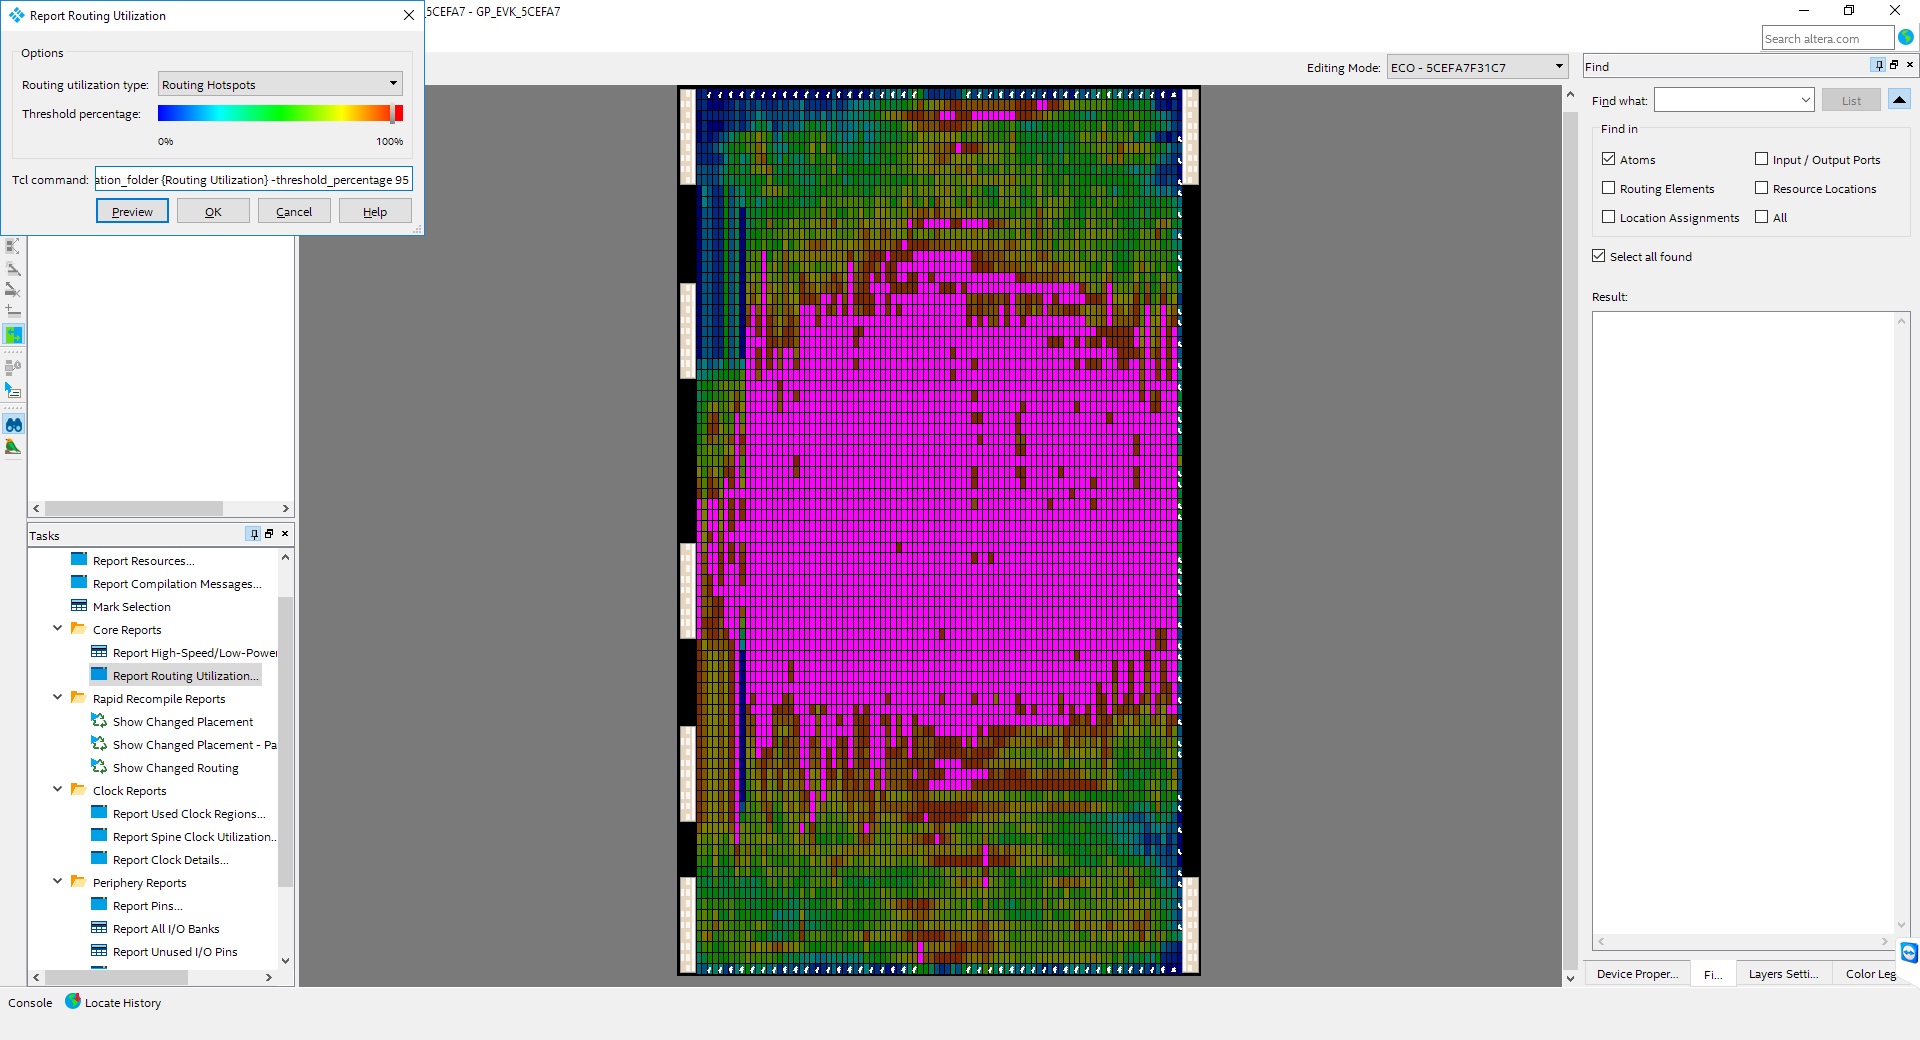 Report Routing Utilization
_5CEFA7 - GP_EVK_5CEFA7
Search altera.com
Options
Routing utilization type: Routing Hotspots
Threshold percentage:
0% 100%
Tcl command: ation_folder {Routing Utilization} -threshold_percentage 95
Preview OK Cancel Help
Editing Mode: ECO - 5CEFA7F31C7
Find
Find what: List
Find in
Atoms Input / Output Ports
Routing Elements Resource Locations
Location Assignments All
Select all found
Result:
Tasks
Report Resources...
Report Compilation Messages...
Mark Selection
Core Reports
Report High-Speed/Low-Power
Report Routing Utilization...
Rapid Recompile Reports
Show Changed Placement
Show Changed Placement - Pa
Show Changed Routing
Clock Reports
Report Used Clock Regions...
Report Spine Clock Utilization..
Report Clock Details...
Periphery Reports
Report Pins...
Report All I/O Banks
Report Unused I/O Pins
Device Proper... Fi... Layers Setti... Color Leg
Console Locate History